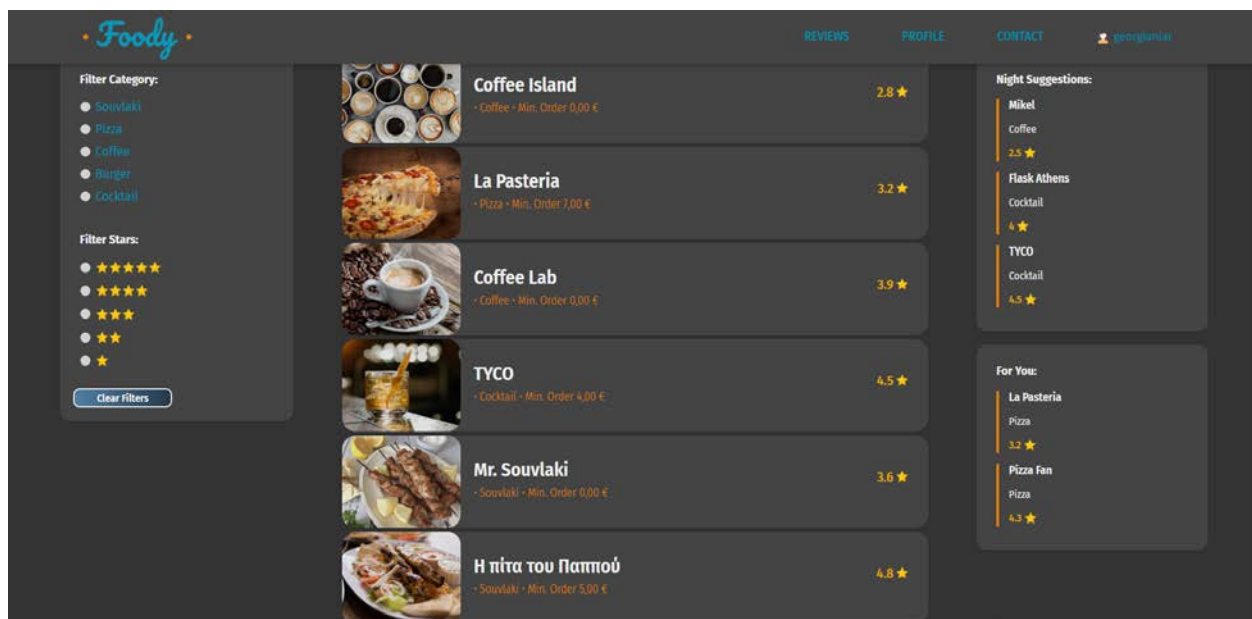 Foody
REVIEWS
PROFILE
CONTACT
georgianiai
Filter Category:
Souvlaki
Pizza
Coffee
Burger
Cocktail
Filter Stars:
Clear Filters
Coffee Island
• Coffee • Min. Order 0,00 €
2.8
La Pasteria
• Pizza • Min. Order 7,00 €
3.2
Coffee Lab
• Coffee • Min. Order 0,00 €
3.9
TYCO
• Cocktail • Min. Order 4,00 €
4.5
Mr. Souvlaki
• Souvlaki • Min. Order 0,00 €
3.6
Η πίτα του Παππού
• Souvlaki • Min. Order 5,00 €
4.8
Night Suggestions:
Mikel
Coffee
2.5
Flask Athens
Cocktail
4
TYCO
Cocktail
4.5
For You:
La Pasteria
Pizza
3.2
Pizza Fan
Pizza
4.3